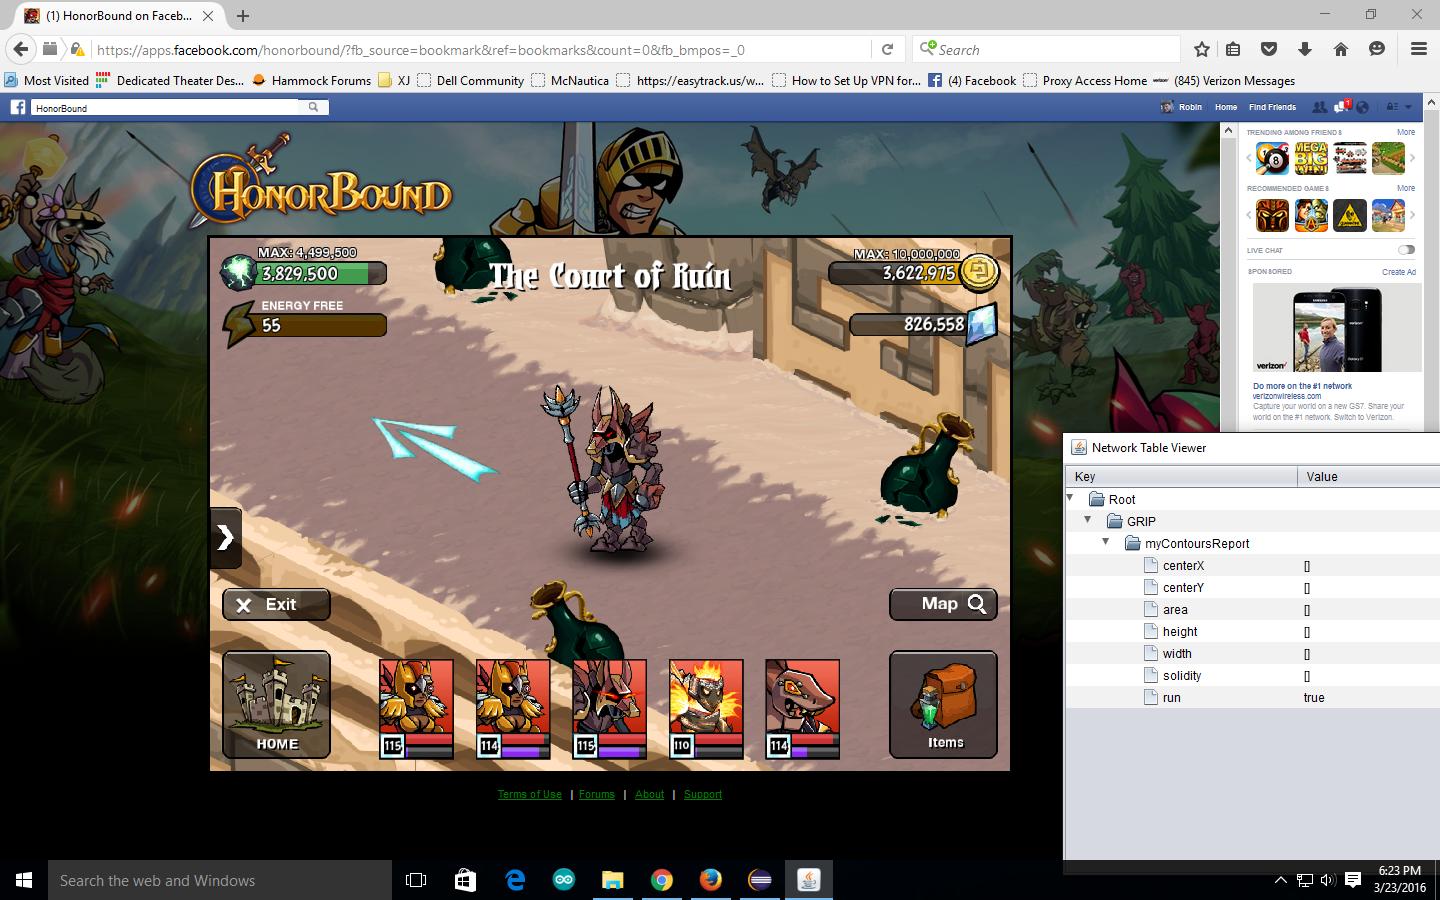 (1) HonorBound on Faceb...
https://apps.facebook.com/honorbound/?fb_source=bookmark&ref=bookmarks&count=0&fb_bmpos=_0
Search
Most Visited Dedicated Theater Des... Hammock Forums XJ Dell Community McNautica https://easytrack.us/w... How to Set Up VPN for... (4) Facebook Proxy Access Home (845) Verizon Messages
HonorBound
Robin Home Find Friends 1
TRENDING AMONG FRIENDS More
8 MEGA BIG WIN!
RECOMMENDED GAMES More
LIVE CHAT
SPONSORED Create Ad
verizon
Do more on the #1 network
verizonwireless.com
Capture your world on a new GS7. Share your
world on the #1 network. Switch to Verizon.
HONORBOUND
MAX: 4,499,500
3,829,500
ENERGY FREE
55
The Court of Ruin
MAX: 10,000,000
3,622,975
826,558
Exit
Map
HOME
115 114 115 110 114
Items
Terms of Use | Forums | About | Support
Network Table Viewer
Key Value
Root
GRIP
myContoursReport
centerX []
centerY []
area []
height []
width []
solidity []
run true
Search the web and Windows
6:23 PM
3/23/2016